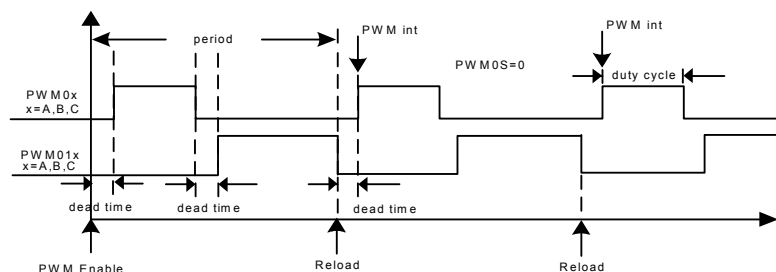 period
PWM int
PWM int
PWM0S=0
duty cycle
PWM0x
x=A,B,C
PWM01x
x=A,B,C
dead time
dead time
dead time
PWM Enable
Reload
Reload